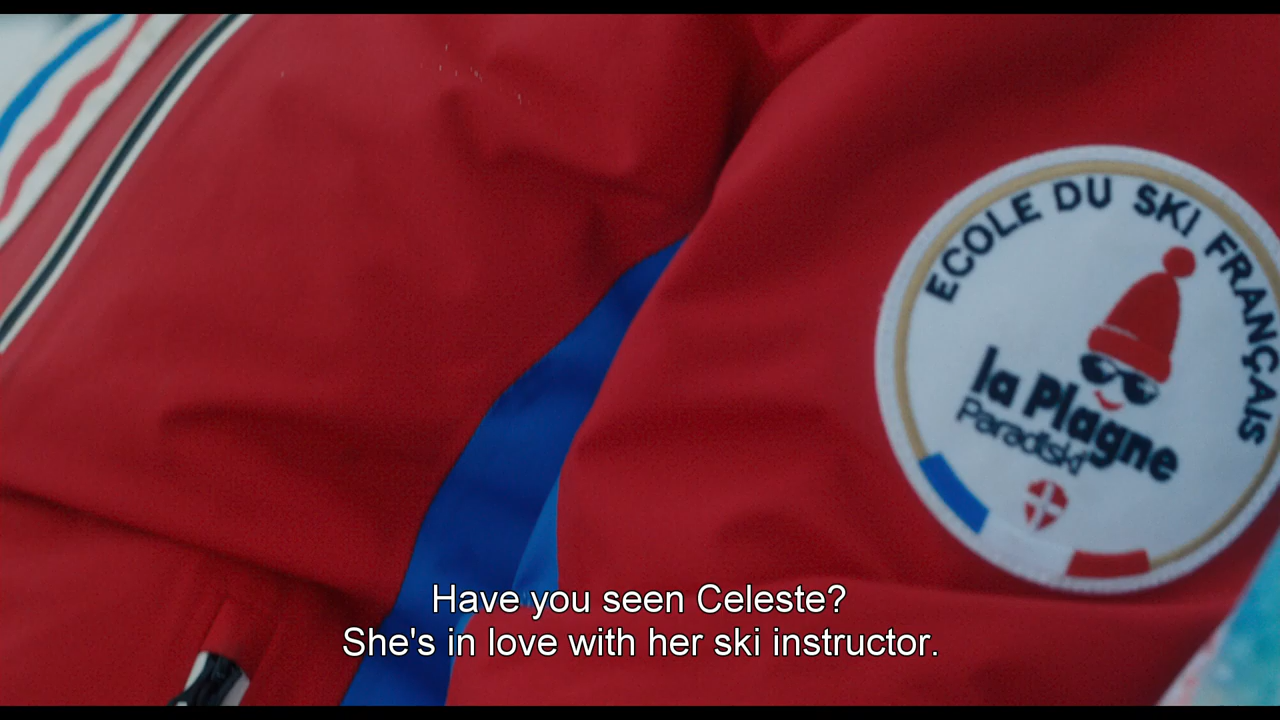 ECOLE DU SKI FRANÇAIS
la Plagne
Paradiski
Have you seen Celeste?
She's in love with her ski instructor.